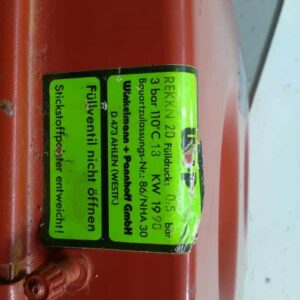 REKKN 20 Fülldruck: 0,5 bar
3 bar 110°C 13 KW 1990
Bauartzulassungs-Nr.: 86/NHA 30
Winkelmann + Pannhoff GmbH
D 473 AHLEN (WESTF.)
Füllventil nicht öffnen
Stickstoffpolster entweicht!